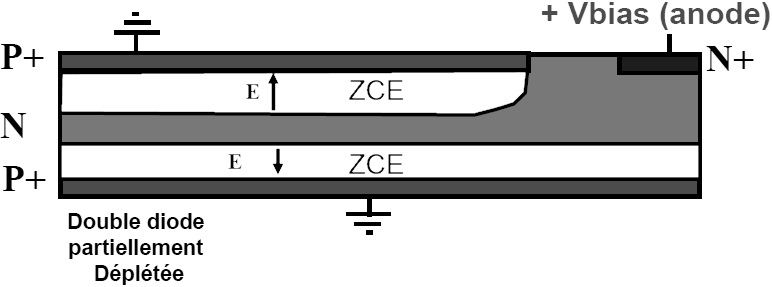 + Vbias (anode)
P+
N+
E
ZCE
N
E
ZCE
P+
Double diode
partiellement
Déplétée